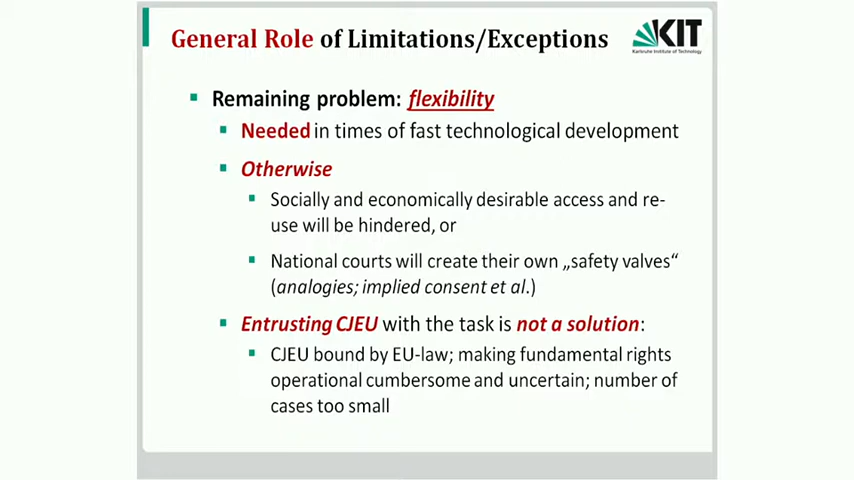 General Role of Limitations/Exceptions
KIT
Karlsruhe Institute of Technology
Remaining problem: flexibility
Needed in times of fast technological development
Otherwise
Socially and economically desirable access and re-
use will be hindered, or
National courts will create their own „safety valves“
(analogies; implied consent et al.)
Entrusting CJEU with the task is not a solution:
CJEU bound by EU-law; making fundamental rights
operational cumbersome and uncertain; number of
cases too small